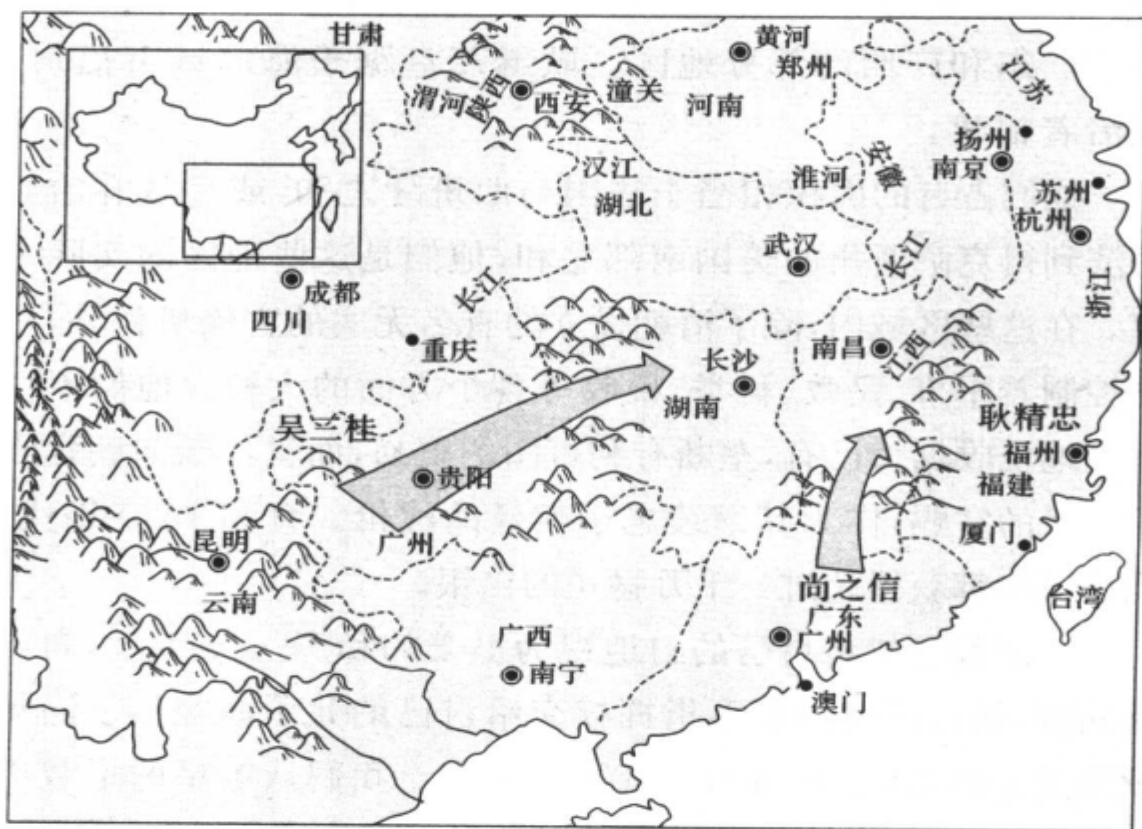 甘肃
黄河
郑州
江苏
渭河
陕西
西安
潼关
河南
扬州
南京
汉江
淮河
安徽
苏州
湖北
杭州
武汉
长江
成都
长江
浙江
四川
重庆
长沙
南昌
江西
湖南
吴三桂
耿精忠
福州
贵阳
福建
广州
厦门
昆明
尚之信
台湾
云南
广东
广西
广州
南宁
澳门